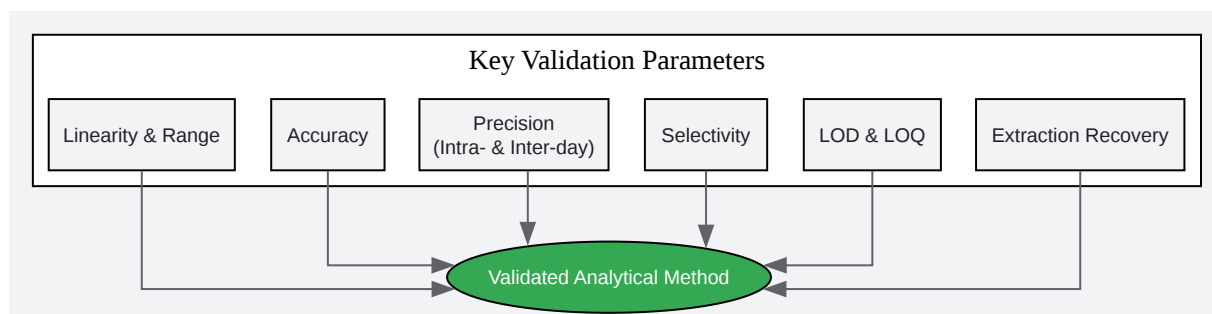 Key Validation Parameters
Linearity & Range
Accuracy
Precision
(Intra- & Inter-day)
Selectivity
LOD & LOQ
Extraction Recovery
Validated Analytical Method